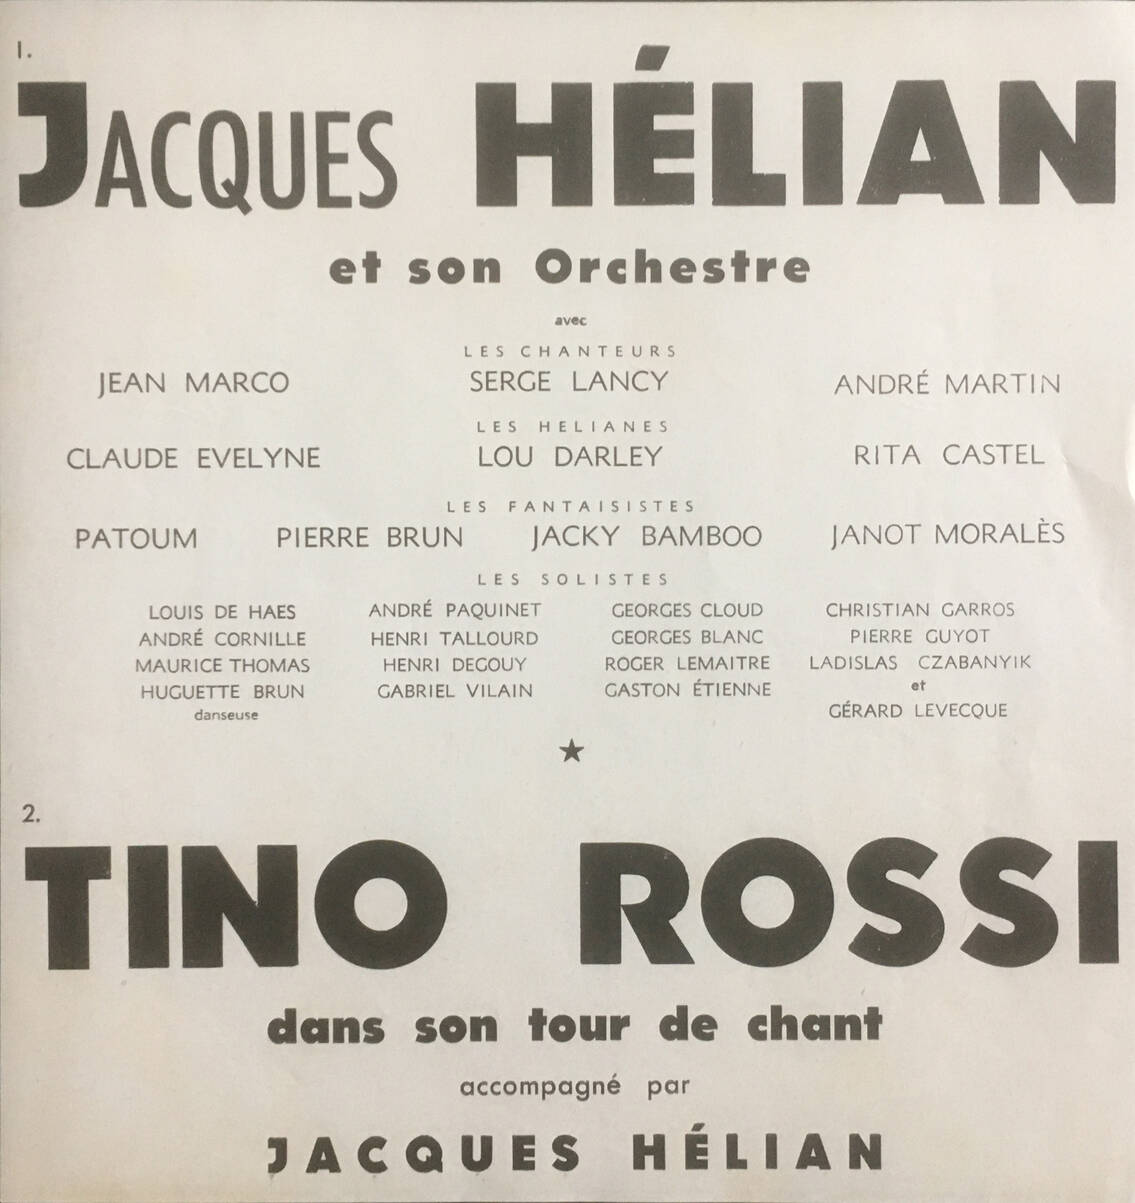 1.
JACQUES HÉLIAN
et son Orchestre
avec
LES CHANTEURS
JEAN MARCO SERGE LANCY ANDRÉ MARTIN
LES HELIANES
CLAUDE EVELYNE LOU DARLEY RITA CASTEL
LES FANTAISISTES
PATOUM PIERRE BRUN JACKY BAMBOO JANOT MORALÈS
LES SOLISTES
LOUIS DE HAES ANDRÉ PAQUINET GEORGES CLOUD CHRISTIAN GARROS
ANDRÉ CORNILLE HENRI TALLOURD GEORGES BLANC PIERRE GUYOT
MAURICE THOMAS HENRI DEGOUY ROGER LEMAITRE LADISLAS CZABANYIK
HUGUETTE BRUN GABRIEL VILAIN GASTON ÉTIENNE et
danseuse GÉRARD LEVECQUE
2.
TINO ROSSI
dans son tour de chant
accompagné par
JACQUES HÉLIAN